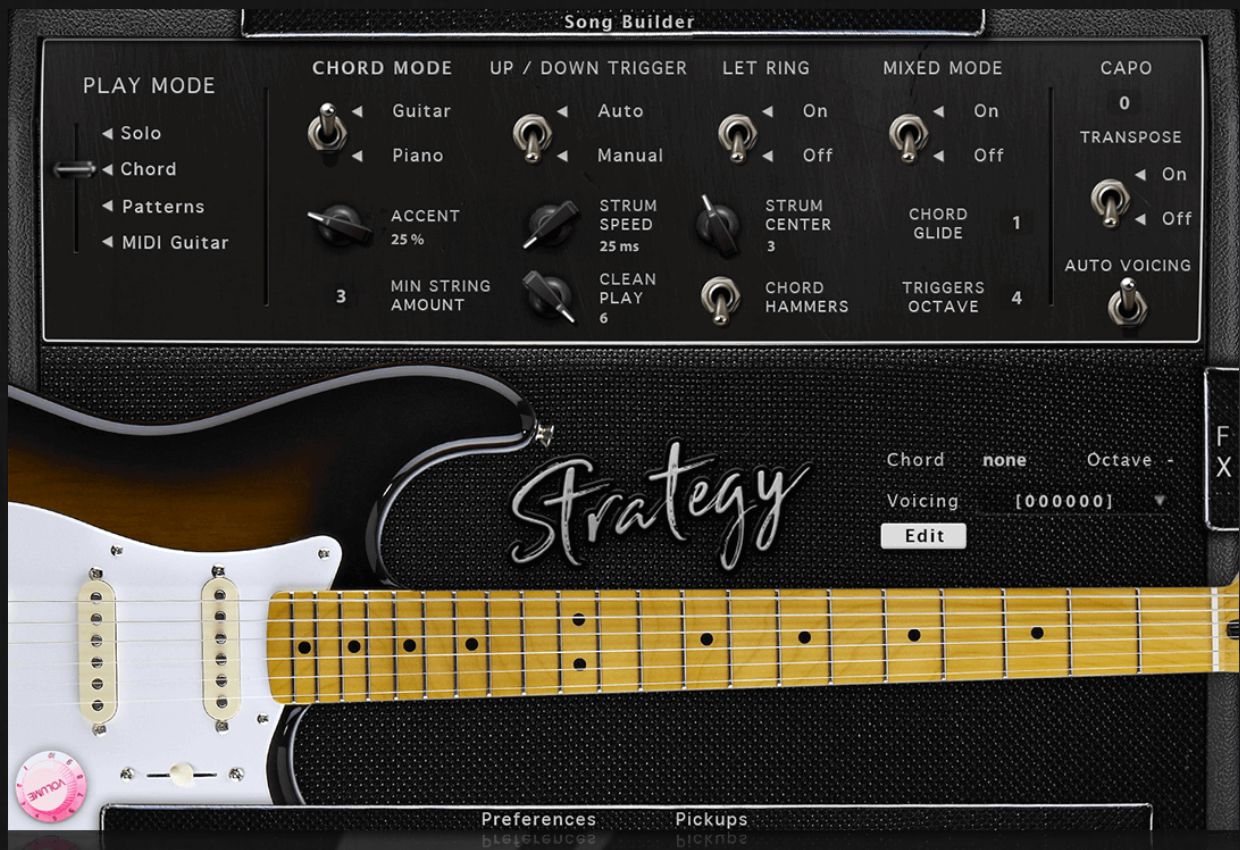 Song Builder
PLAY MODE
Solo
Chord
Patterns
MIDI Guitar
CHORD MODE
Guitar
Piano
UP / DOWN TRIGGER
Auto
Manual
LET RING
On
Off
MIXED MODE
On
Off
CAPO
0
TRANSPOSE
On
Off
AUTO VOICING
ACCENT
25 %
STRUM
SPEED
25 ms
STRUM
CENTER
3
CHORD
GLIDE
1
3
MIN STRING
AMOUNT
CLEAN
PLAY
6
CHORD
HAMMERS
TRIGGERS
OCTAVE
4
Strategy
Chord none Octave -
Voicing [000000]
Edit
F
X
VOLUME
Preferences Pickups